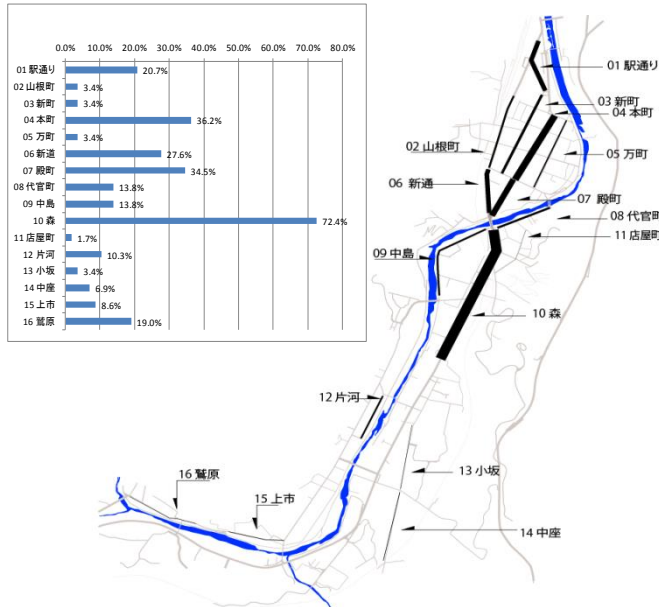 0.0% 10.0% 20.0% 30.0% 40.0% 50.0% 60.0% 70.0% 80.0%
01 駅通り 20.7%
02 山根町 3.4%
03 新町 3.4%
04 本町 36.2%
05 万町 3.4%
06 新道 27.6%
07 殿町 34.5%
08 代官町 13.8%
09 中島 13.8%
10 森 72.4%
11 店屋町 1.7%
12 片河 10.3%
13 小坂 3.4%
14 中座 6.9%
15 上市 8.6%
16 鷲原 19.0%
01 駅通り
03 新町
04 本町
02 山根町
05 万町
06 新通
07 殿町
08 代官町
11 店屋町
09 中島
10 森
12 片河
13 小坂
16 鷲原
15 上市
14 中座